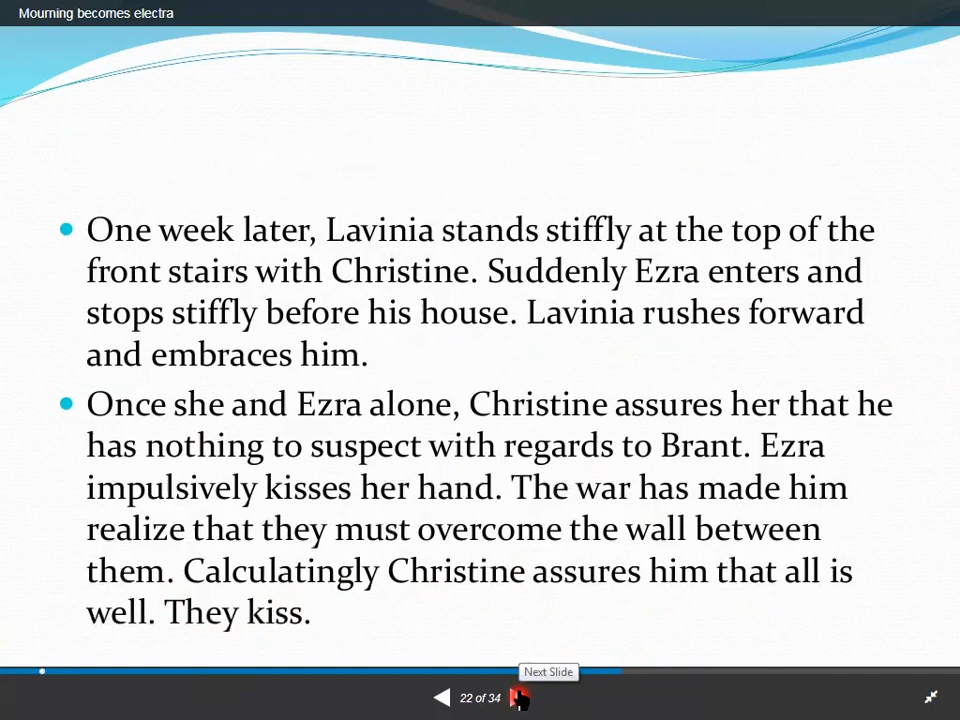 Mourning becomes electra
One week later, Lavinia stands stiffly at the top of the
front stairs with Christine. Suddenly Ezra enters and
stops stiffly before his house. Lavinia rushes forward
and embraces him.
Once she and Ezra alone, Christine assures her that he
has nothing to suspect with regards to Brant. Ezra
impulsively kisses her hand. The war has made him
realize that they must overcome the wall between
them. Calculatingly Christine assures him that all is
well. They kiss.
Next Slide
22 of 34